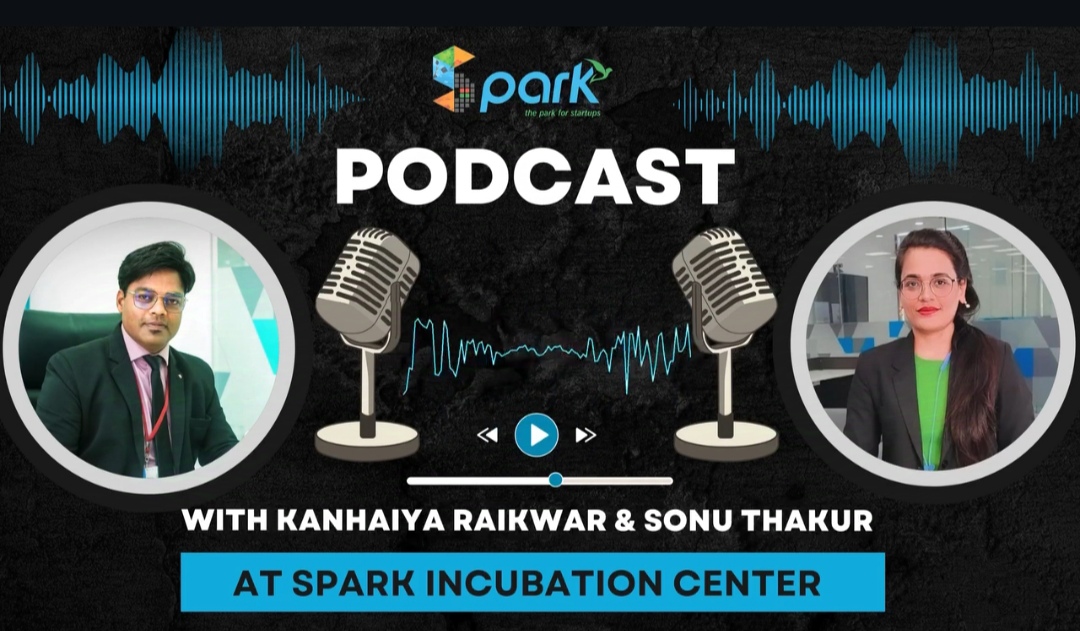 Spark
the park for startups
PODCAST
WITH KANHAIYA RAIKWAR & SONU THAKUR
AT SPARK INCUBATION CENTER